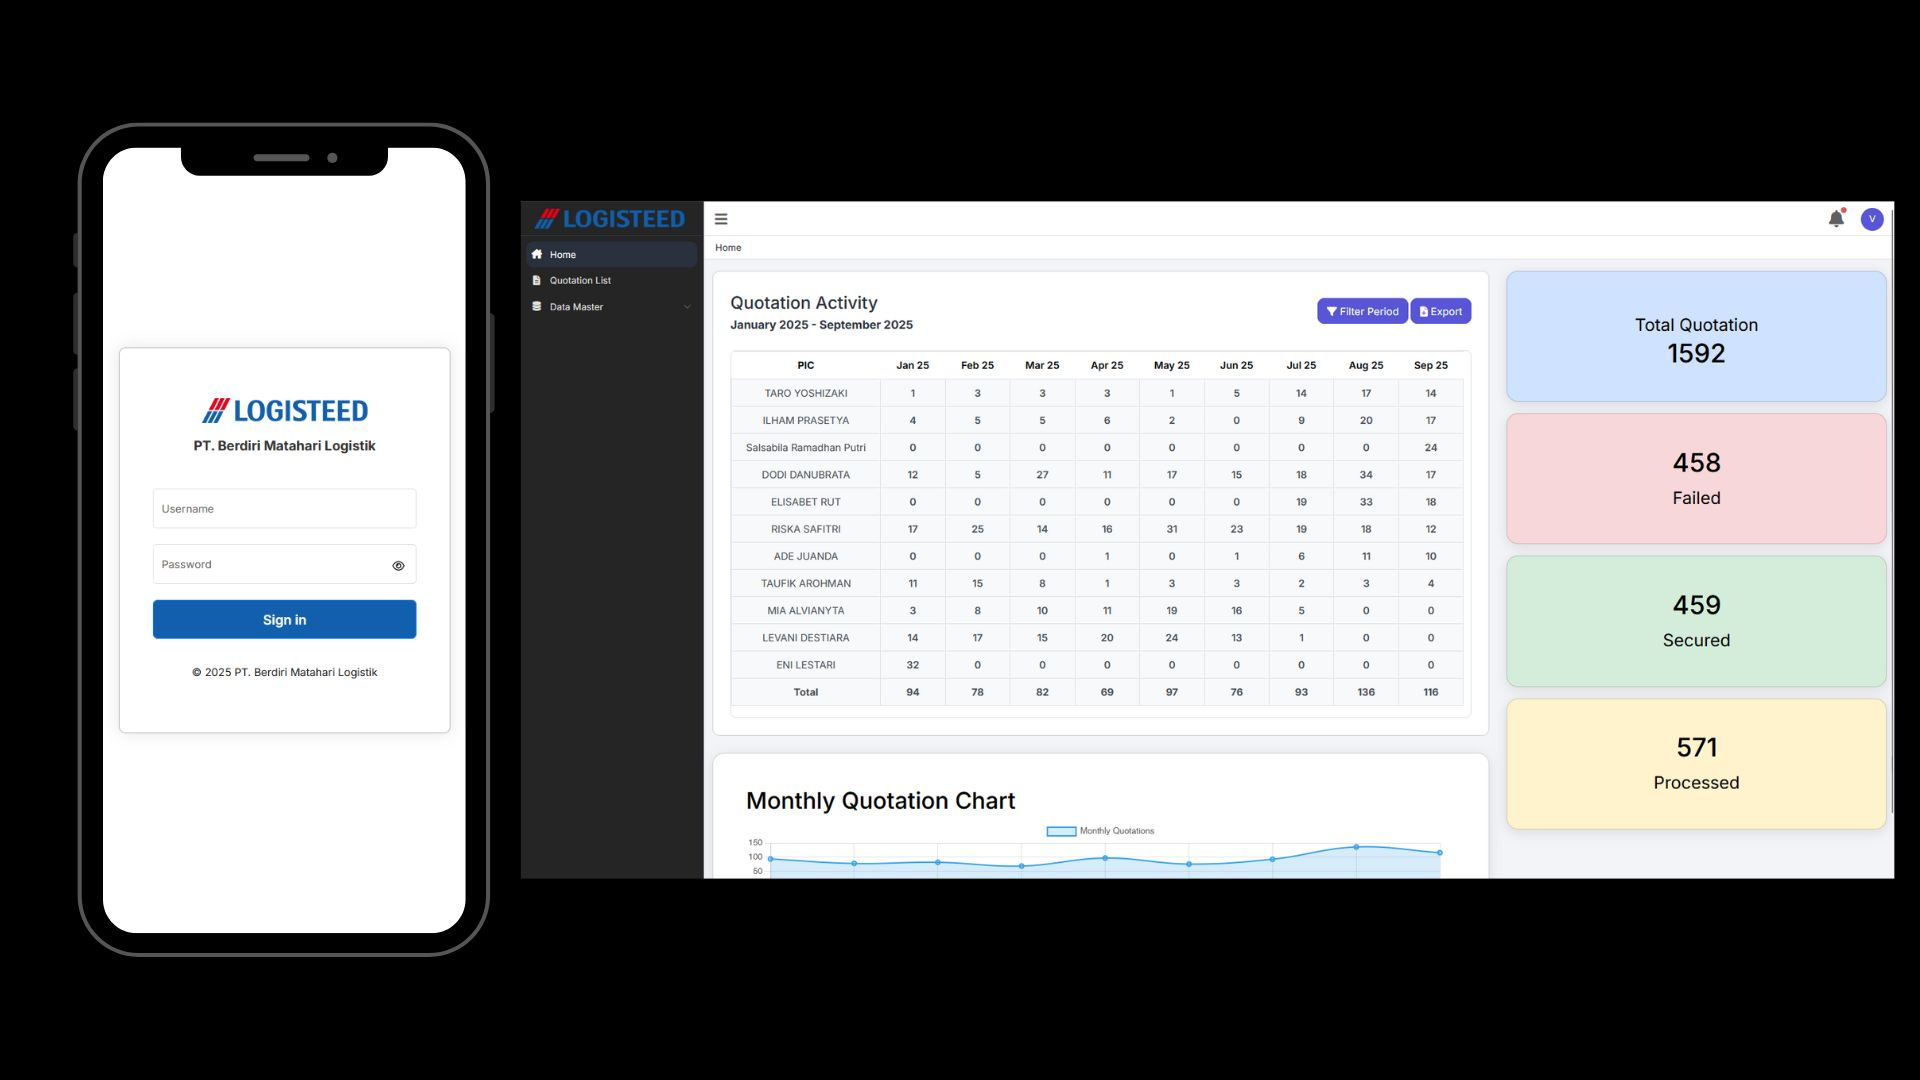 LOGISTEED
PT. Berdiri Matahari Logistik
Username
Password
Sign in
© 2025 PT. Berdiri Matahari Logistik
LOGISTEED
Home
Quotation List
Data Master
V
Home
Quotation Activity
January 2025 - September 2025
Filter Period
Export
PIC Jan 25 Feb 25 Mar 25 Apr 25 May 25 Jun 25 Jul 25 Aug 25 Sep 25
TARO YOSHIZAKI 1 3 3 3 1 5 14 17 14
ILHAM PRASETYA 4 5 5 6 2 0 9 20 17
Salsabila Ramadhan Putri 0 0 0 0 0 0 0 0 24
DODI DANUBRATA 12 5 27 11 17 15 18 34 17
ELISABET RUT 0 0 0 0 0 0 19 33 18
RISKA SAFITRI 17 25 14 16 31 23 19 18 12
ADE JUANDA 0 0 0 1 0 1 6 11 10
TAUFIK AROHMAN 11 15 8 1 3 3 2 3 4
MIA ALVIANYTA 3 8 10 11 19 16 5 0 0
LEVANI DESTIARA 14 17 15 20 24 13 1 0 0
ENI LESTARI 32 0 0 0 0 0 0 0 0
Total 94 78 82 69 97 76 93 136 116
Monthly Quotation Chart
Monthly Quotations
150
100
50
Total Quotation
1592
458
Failed
459
Secured
571
Processed